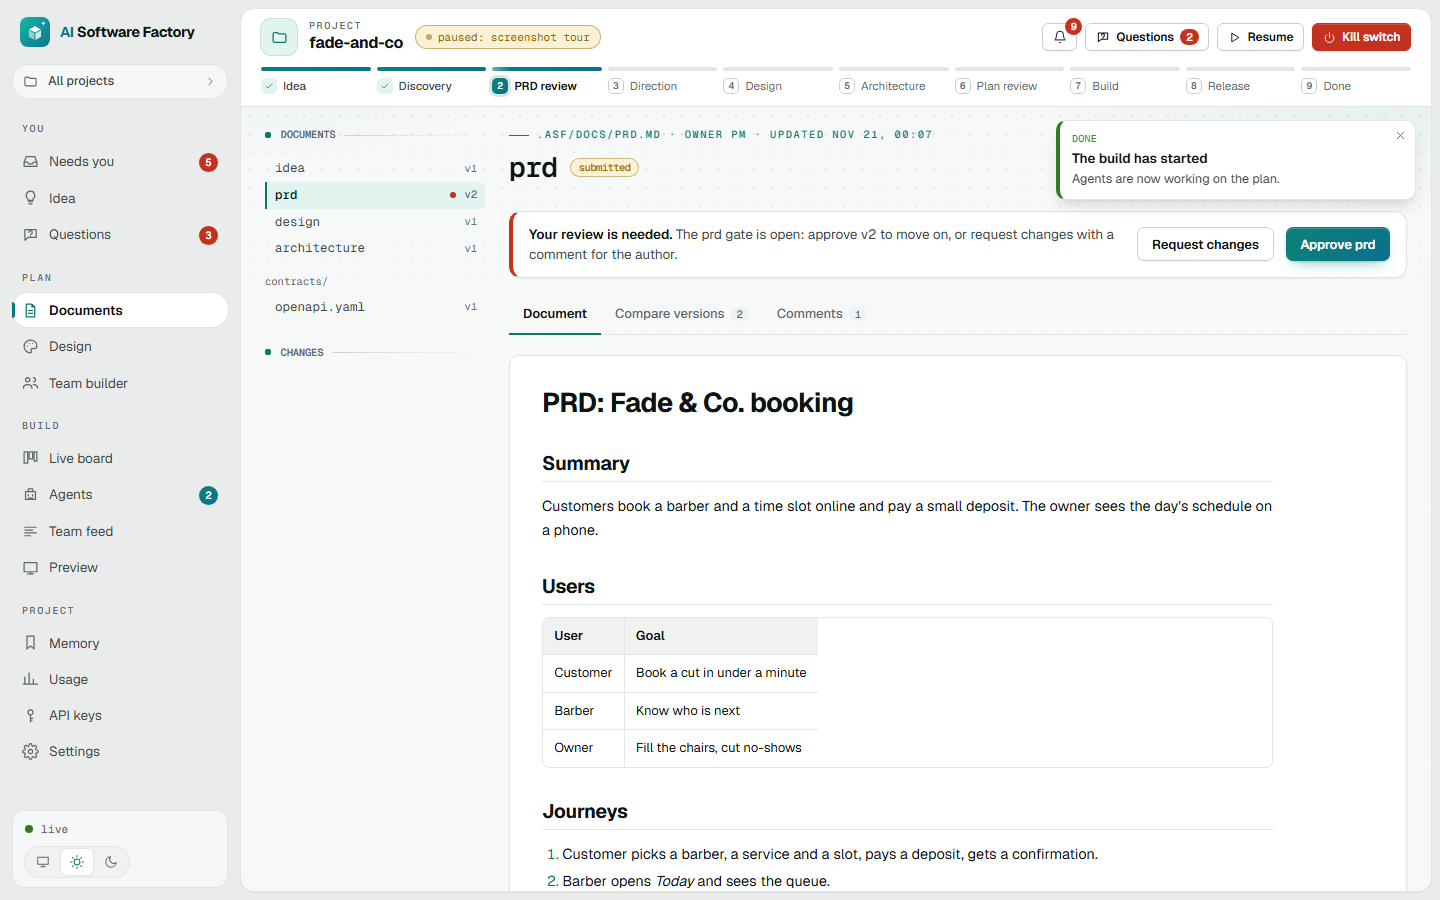 AI Software Factory
All projects
YOU
Needs you 5
Idea
Questions 3
PLAN
Documents
Design
Team builder
BUILD
Live board
Agents 2
Team feed
Preview
PROJECT
Memory
Usage
API keys
Settings
live
PROJECT
fade-and-co
paused: screenshot tour
9
Questions 2
Resume
Kill switch
Idea
Discovery
2 PRD review
3 Direction
4 Design
5 Architecture
6 Plan review
7 Build
8 Release
9 Done
DOCUMENTS
idea v1
prd v2
design v1
architecture v1
contracts/
openapi.yaml v1
CHANGES
.ASF/DOCS/PRD.MD · OWNER PM · UPDATED NOV 21, 00:07
prd submitted
DONE
The build has started
Agents are now working on the plan.
Your review is needed. The prd gate is open: approve v2 to move on, or request changes with a
comment for the author.
Request changes
Approve prd
Document
Compare versions 2
Comments 1
PRD: Fade & Co. booking
Summary
Customers book a barber and a time slot online and pay a small deposit. The owner sees the day's schedule on
a phone.
Users
User Goal
Customer Book a cut in under a minute
Barber Know who is next
Owner Fill the chairs, cut no-shows
Journeys
1. Customer picks a barber, a service and a slot, pays a deposit, gets a confirmation.
2. Barber opens Today and sees the queue.